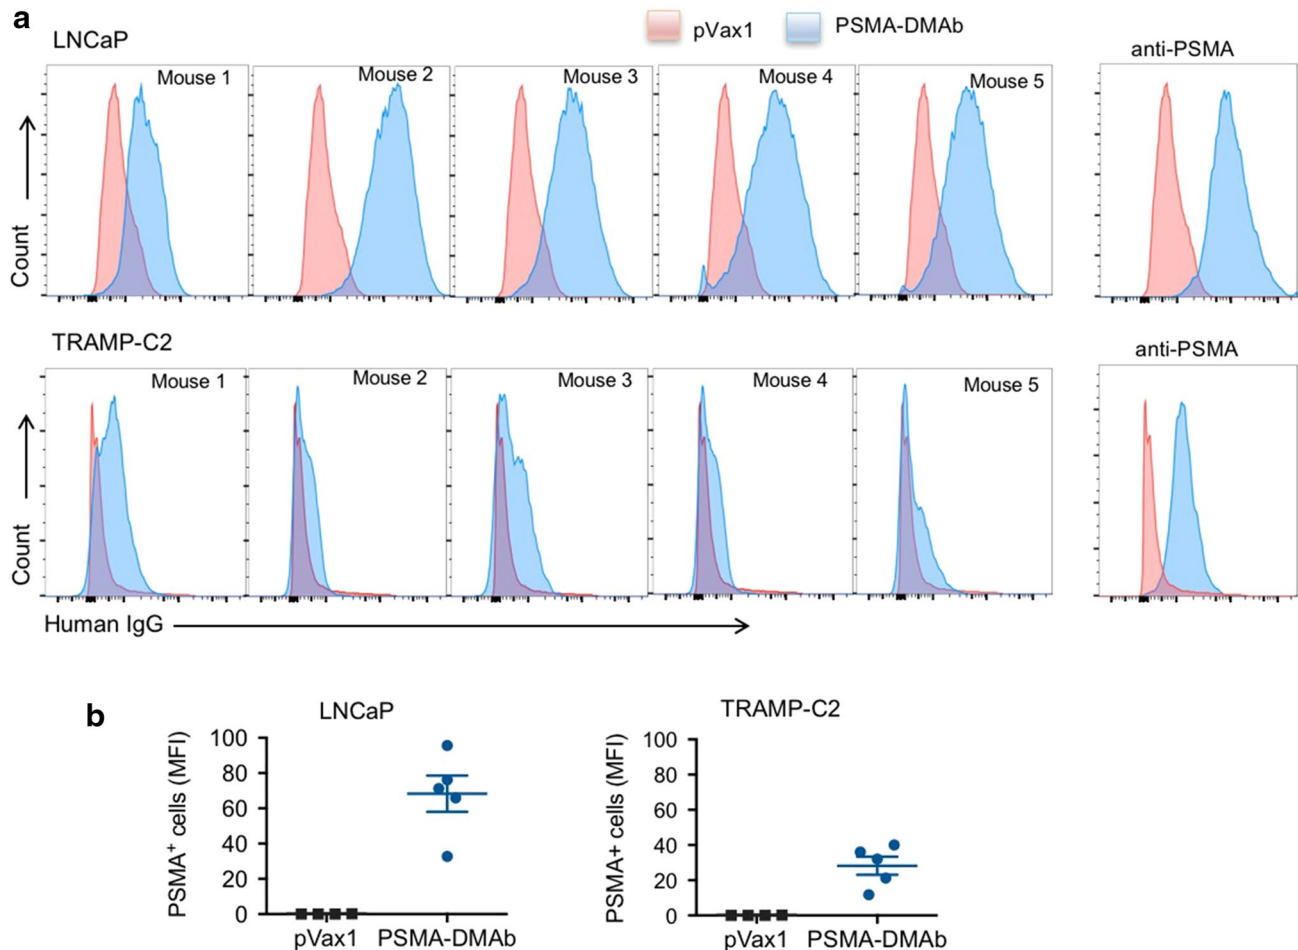 a
pVax1 PSMA-DMAb
LNCaP
anti-PSMA
Mouse 1 Mouse 2 Mouse 3 Mouse 4 Mouse 5
Count
TRAMP-C2
anti-PSMA
Mouse 1 Mouse 2 Mouse 3 Mouse 4 Mouse 5
Count
Human IgG
b
LNCaP
PSMA⁺ cells (MFI)
100
80
60
40
20
0
pVax1 PSMA-DMAb
TRAMP-C2
PSMA+ cells (MFI)
100
80
60
40
20
0
pVax1 PSMA-DMAb